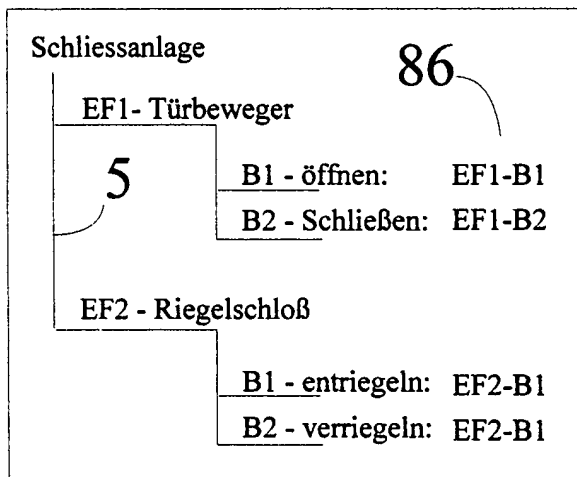 Schliessanlage
86
EF1- Türbeweger
5
B1 - öffnen: EF1-B1
B2 - Schließen: EF1-B2
EF2 - Riegelschloß
B1 - entriegeln: EF2-B1
B2 - verriegeln: EF2-B1